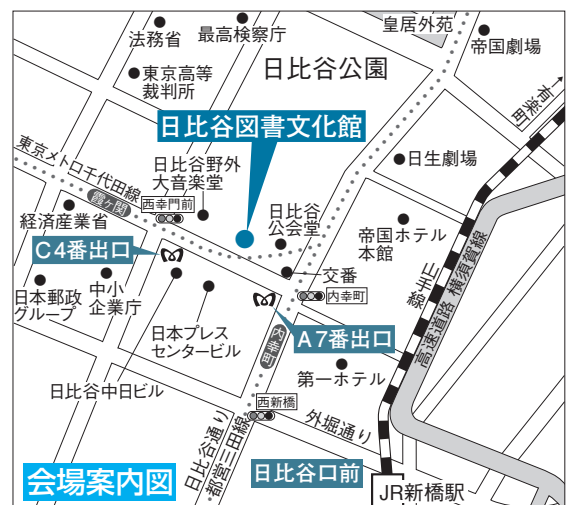 法務省
最高検察庁
皇居外苑
帝国劇場
東京高等
裁判所
日比谷公園
有楽町
日比谷図書文化館
東京メトロ千代田線
日比谷野外
大音楽堂
日生劇場
霞ヶ関
西幸門前
経済産業省
日比谷
公会堂
帝国ホテル
本館
C4番出口
山手線
高速道路
横須賀線
交番
内幸町
日本郵政
グループ
中小
企業庁
日本プレス
センタービル
A7番出口
内幸町
第一ホテル
日比谷中日ビル
西新橋
外堀通り
日比谷通り
都営三田線
日比谷口前
会場案内図
JR新橋駅